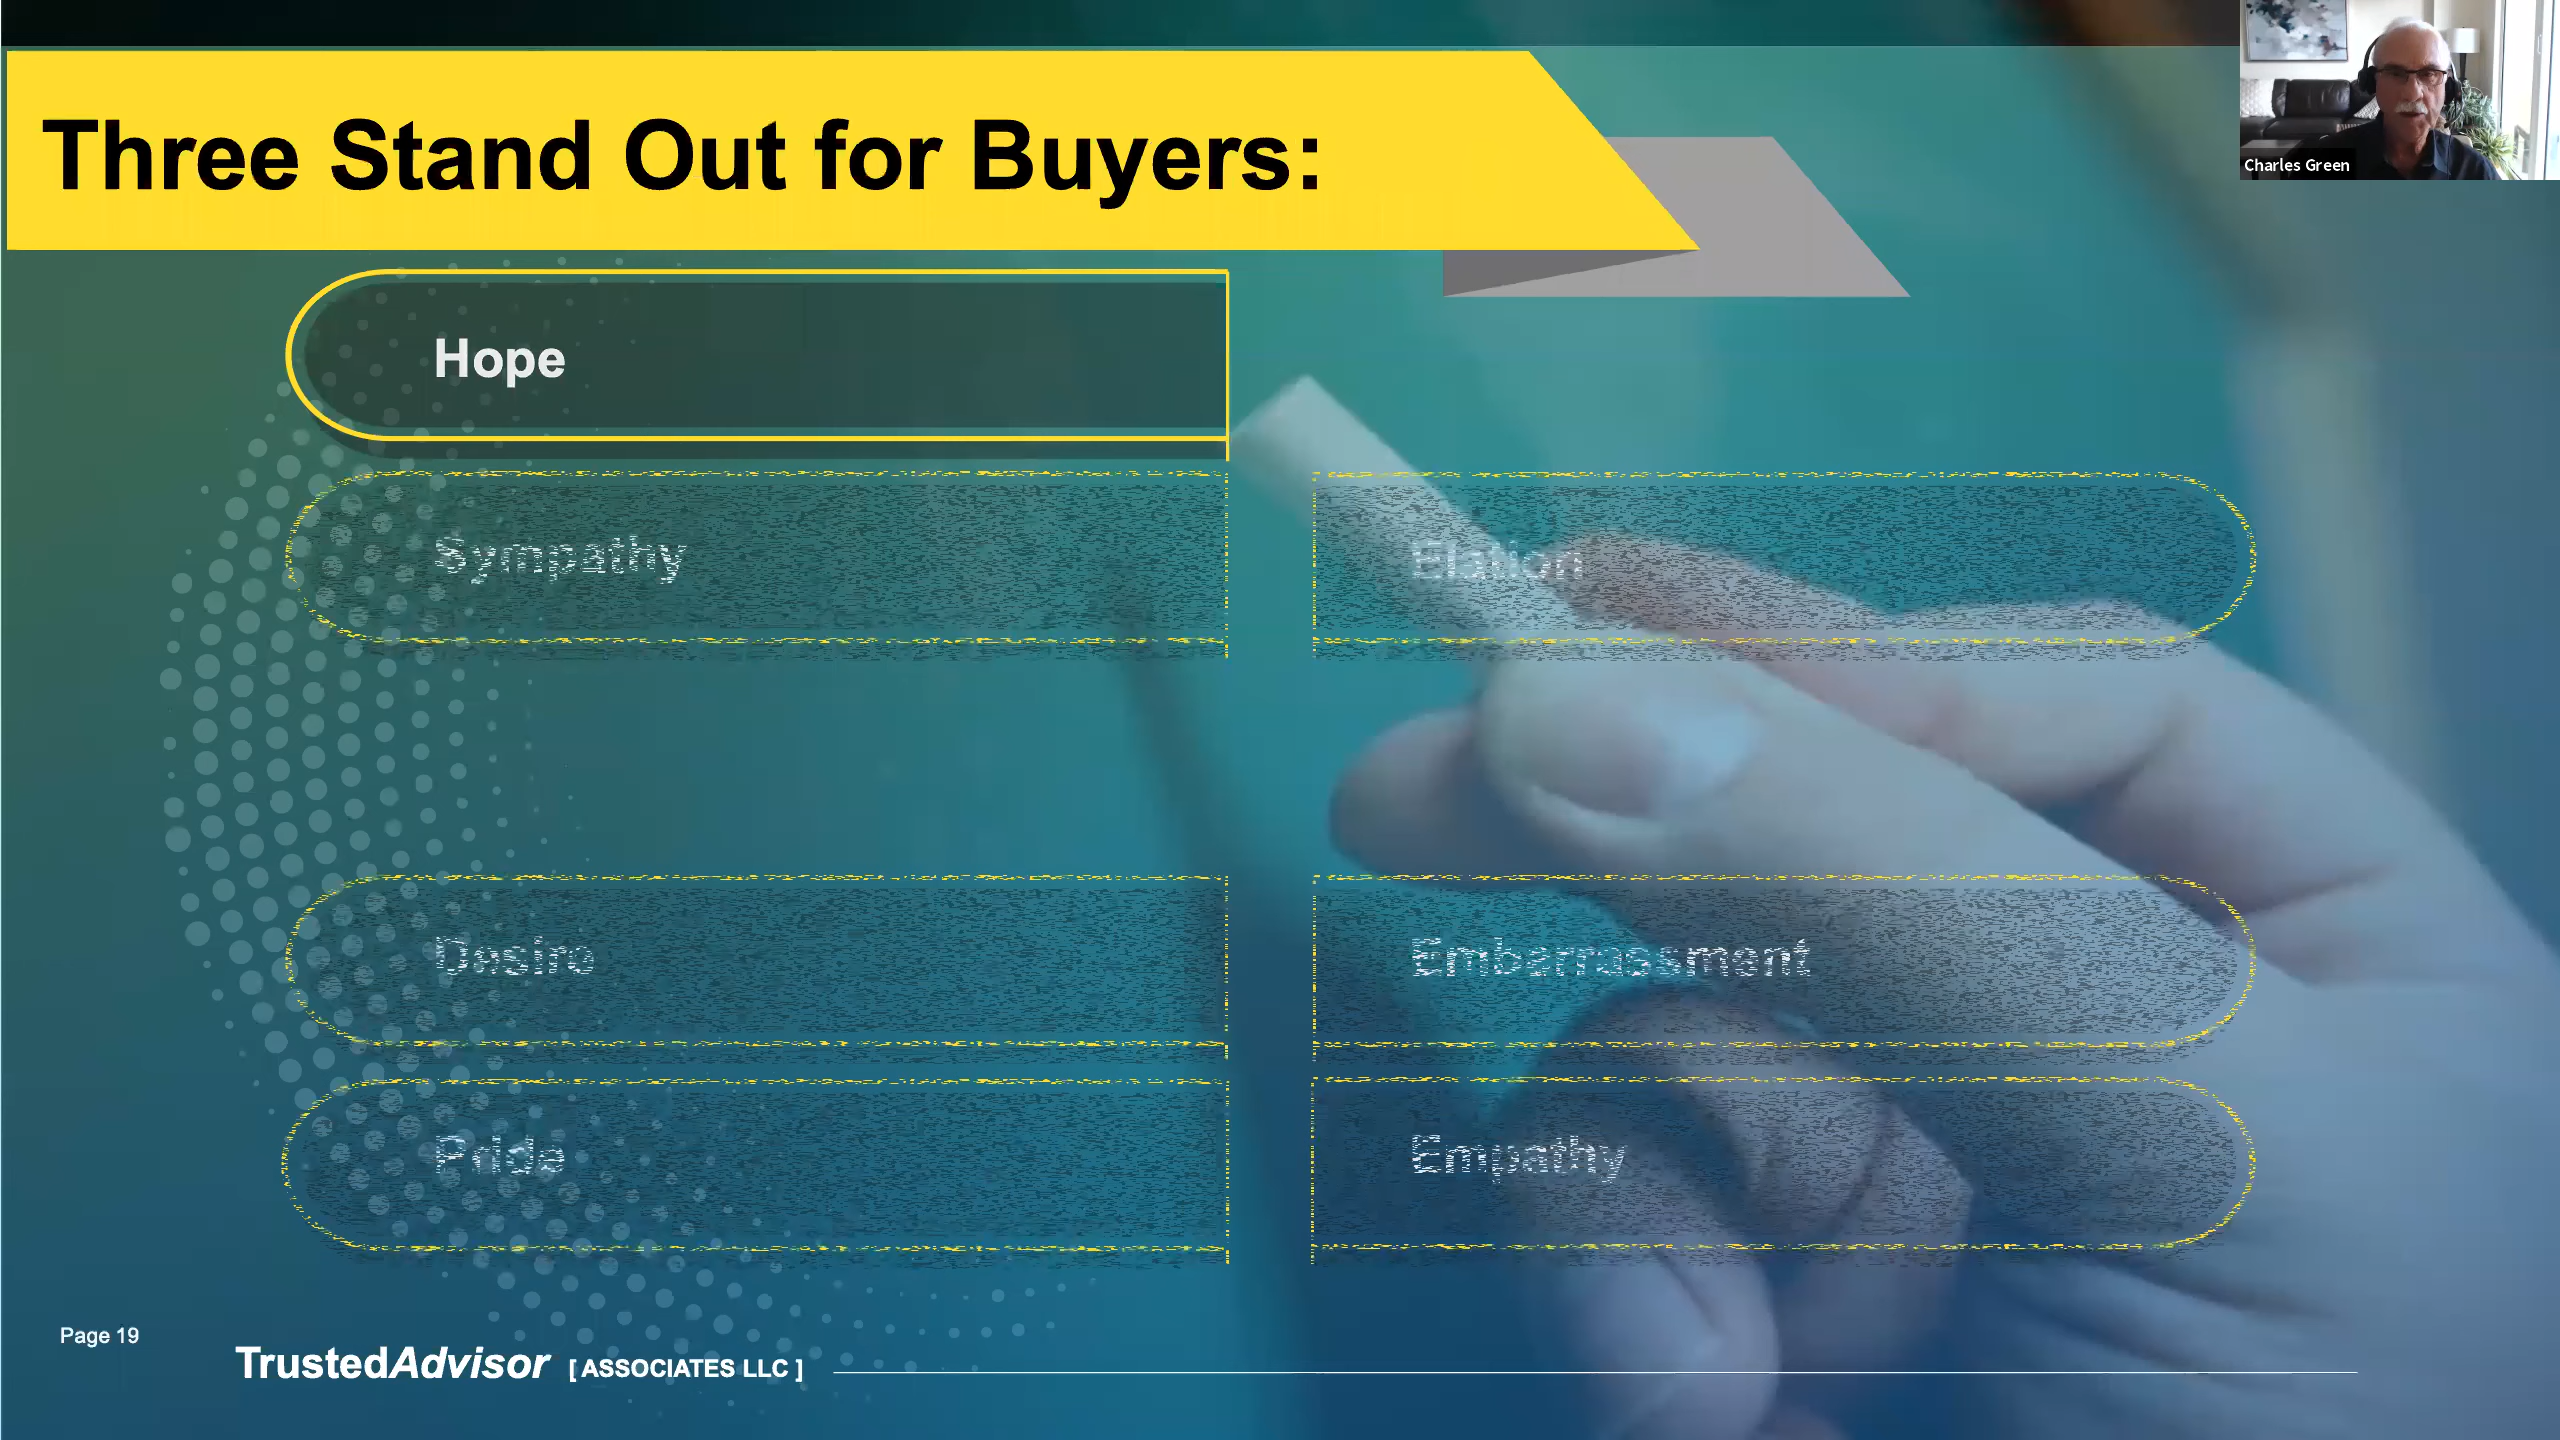 Three Stand Out for Buyers:
Charles Green
Hope
Sympathy
Elation
Desire
Embarrassment
Pride
Empathy
Page 19
TrustedAdvisor [ ASSOCIATES LLC ]